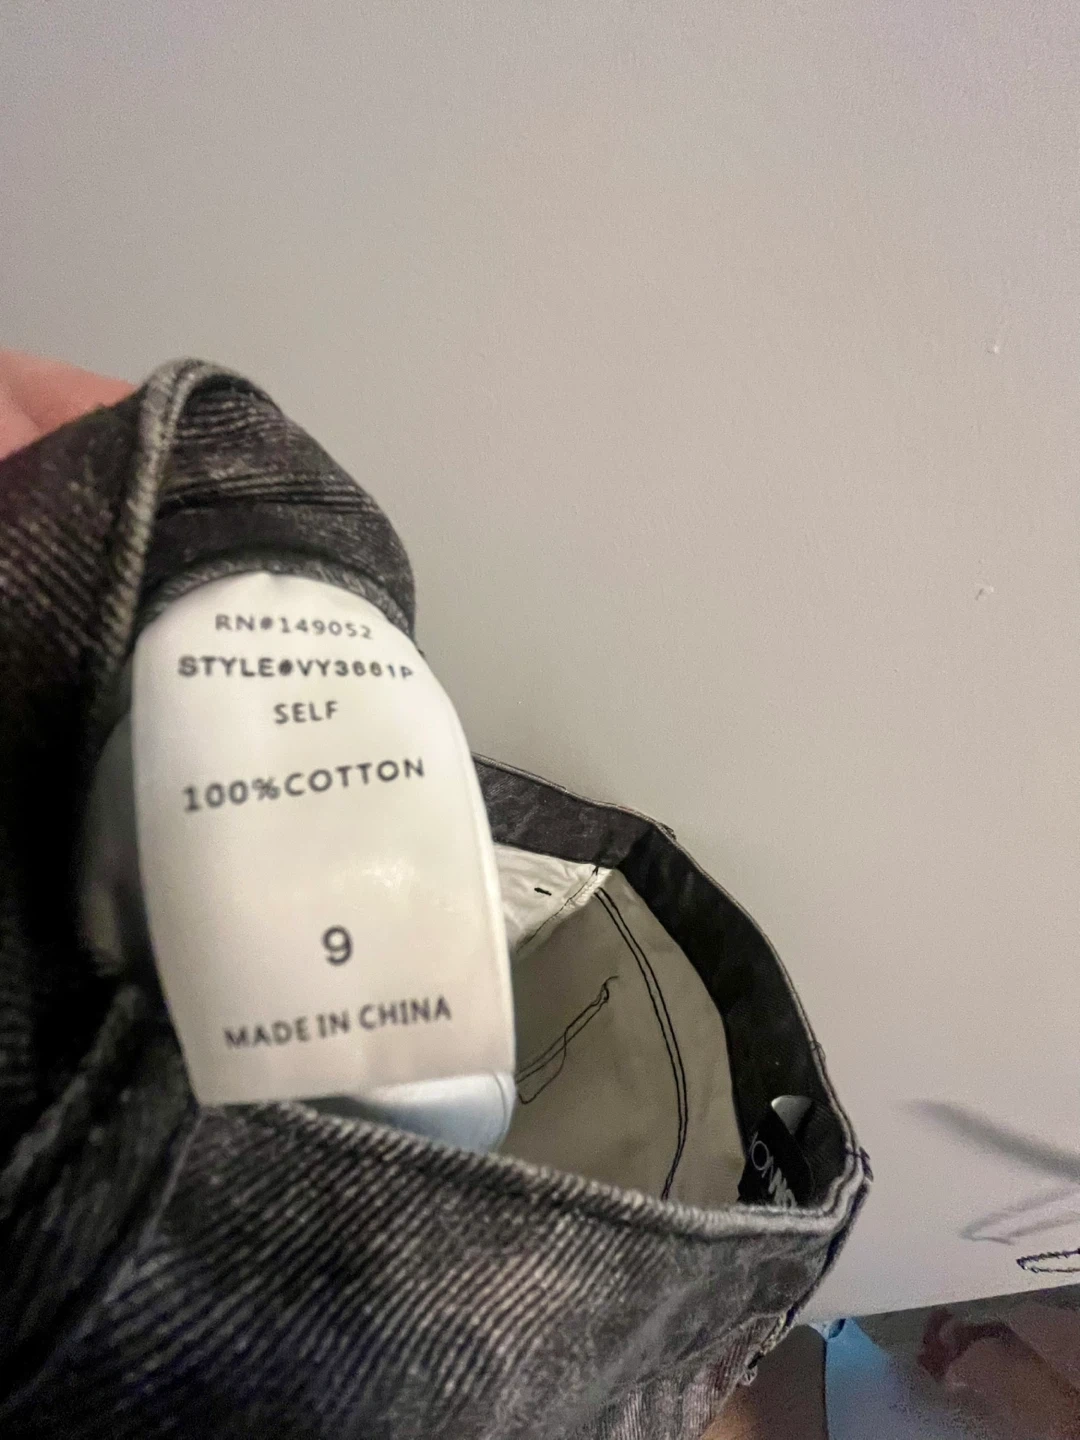 RN#149052
STYLE#VY3661P
SELF
100%COTTON
9
MADE IN CHINA